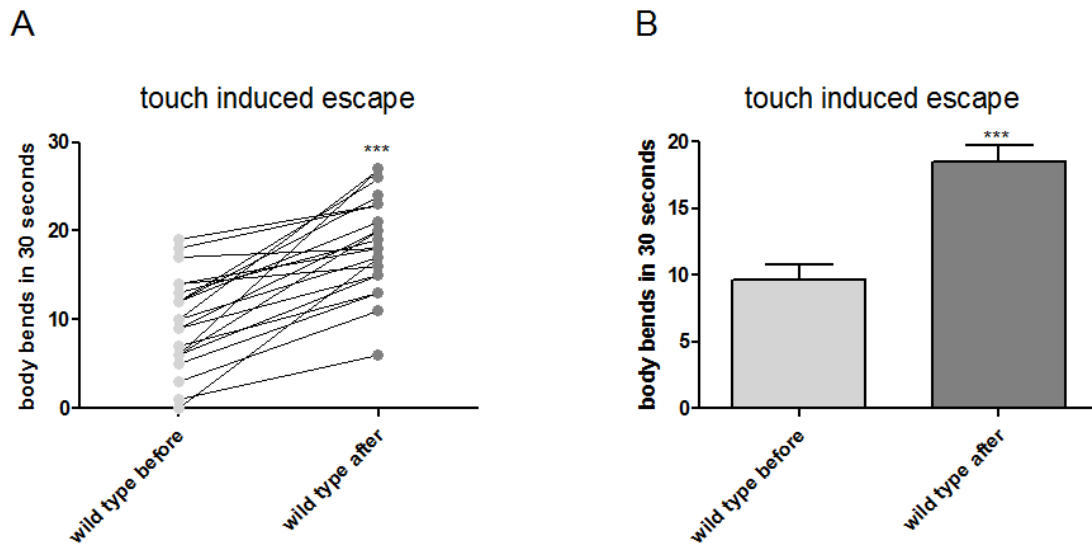 A
touch induced escape
body bends in 30 seconds
30
20
10
0
***
wild type before
wild type after
B
touch induced escape
body bends in 30 seconds
20
15
10
5
0
***
wild type before
wild type after